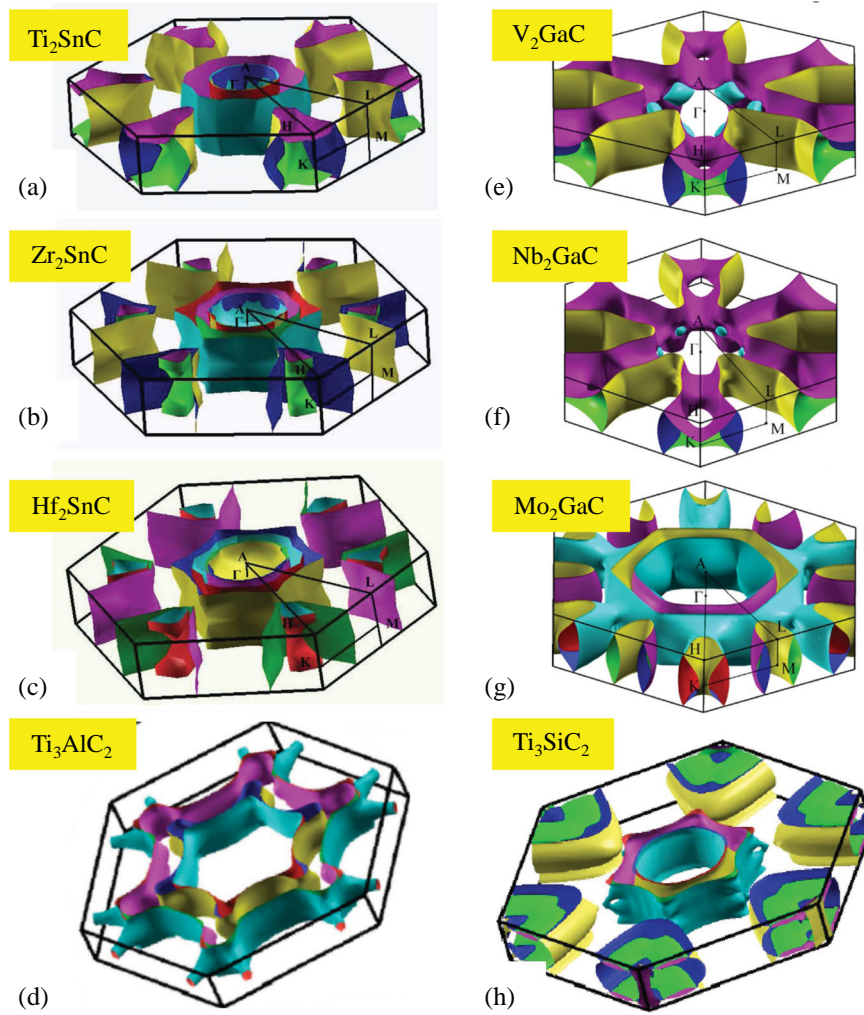 Ti2SnC
A
Γ
L
H
M
K
(a)
Zr2SnC
A
Γ
L
H
M
K
(b)
Hf2SnC
A
Γ
L
H
M
K
(c)
Ti3AlC2
(d)
V2GaC
A
Γ
L
H
M
K
(e)
Nb2GaC
A
Γ
L
H
M
K
(f)
Mo2GaC
A
Γ
L
H
M
K
(g)
Ti3SiC2
(h)